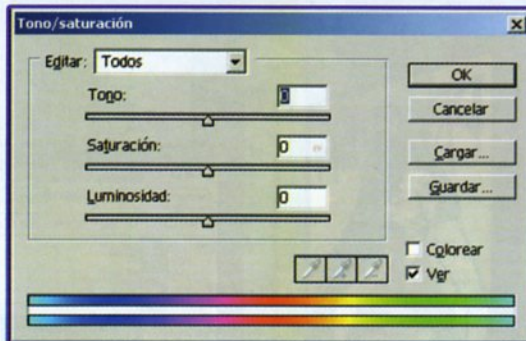 Tono/saturación
Editar: Todos
Tono: 0
Saturación: 0
Luminosidad: 0
OK
Cancelar
Cargar...
Guardar...
Colorear
Ver